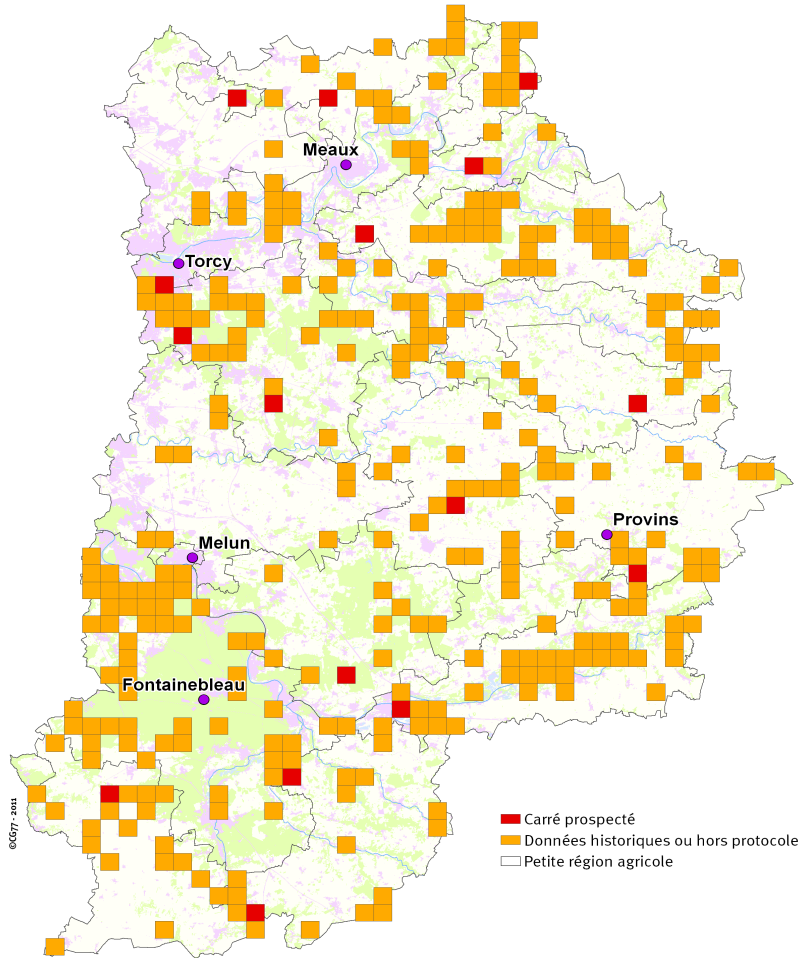 Meaux
Torcy
Provins
Melun
Fontainebleau
©CG77 - 2011
Carré prospecté
Données historiques ou hors protocole
Petite région agricole